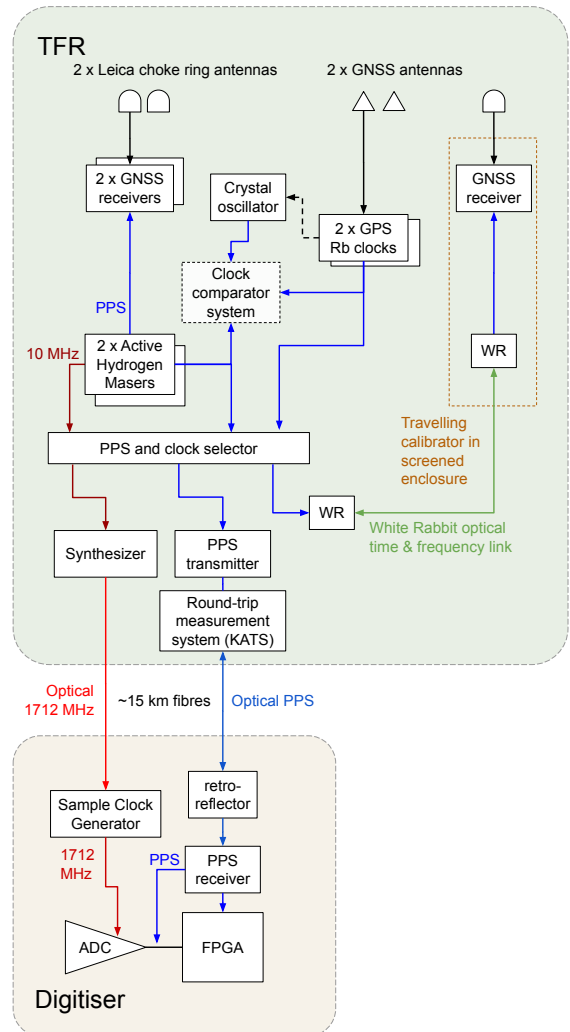 TFR
2 x Leica choke ring antennas
2 x GNSS antennas
2 x GNSS
receivers
Crystal
oscillator
2 x GPS
Rb clocks
GNSS
receiver
Clock
comparator
system
PPS
10 MHz
2 x Active
Hydrogen
Masers
WR
PPS and clock selector
Travelling
calibrator in
screened
enclosure
WR
White Rabbit optical
time & frequency link
Synthesizer
PPS
transmitter
Round-trip
measurement
system (KATS)
Optical
1712 MHz
~15 km fibres
Optical PPS
retro-
reflector
Sample Clock
Generator
1712
MHz
PPS
PPS
receiver
ADC
FPGA
Digitiser